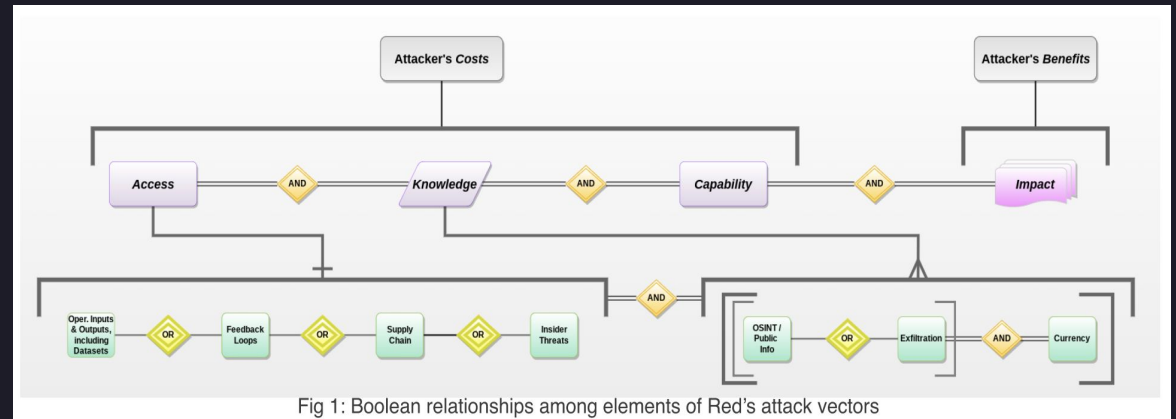 Attacker's Costs
Attacker's Benefits
Access
AND
Knowledge
AND
Capability
AND
Impact
AND
Oper. Inputs
& Outputs,
including
Datasets
OR
Feedback
Loops
OR
Supply
Chain
OR
Insider
Threats
OSINT /
Public
Info
OR
Exfiltration
AND
Currency
Fig 1: Boolean relationships among elements of Red's attack vectors